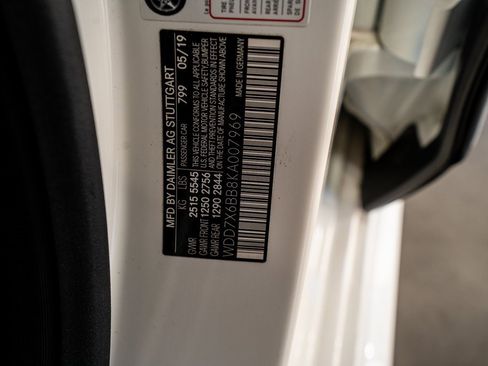 MFD BY DAIMLER AG STUTTGART
PASSENGER CAR 799 05/19
KG LBS
GVWR 2515 5545
GAWR FRONT 1250 2756
GAWR REAR 1290 2844
THIS VEHICLE CONFORMS TO ALL APPLICABLE
U.S. FEDERAL MOTOR VEHICLE SAFETY, BUMPER
AND THEFT PREVENTION STANDARDS IN EFFECT
ON THE DATE OF MANUFACTURE SHOWN ABOVE
WDD7X6BB8KA007969
MADE IN GERMANY
TIRE